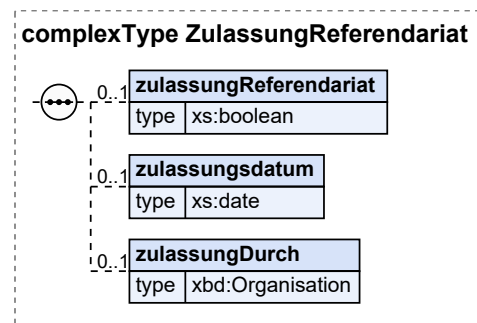 complexType ZulassungReferendariat
0..1 zulassungReferendariat
type xs:boolean
0..1 zulassungsdatum
type xs:date
0..1 zulassungDurch
type xbd:Organisation